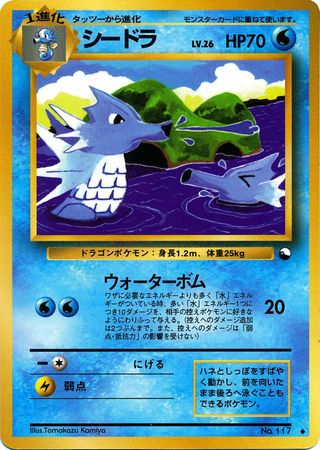 1進化 タッツーから進化 モンスターカードに重ねて使います。
シードラ LV.26 HP70
ドラゴンポケモン:身長1.2m、体重25kg
ウォーターボム 20
ワザに必要なエネルギーよりも多く「水」エネルギーがついているなら、多いぶんの「水」エネルギー1個につき10ダメージを、相手の控えポケモンに好きな
ようにわりふって与える。(控えへのダメージ追加
は2つぶんまで。また、控えへのダメージは「弱
点・抵抗力」の影響を受けない)
にげる
弱点
ハネとしっぽをすばや
く動かし、前を向いた
まま後ろへ泳ぐことも
できるポケモン。
Illus.Tomokazu Komiya No.117